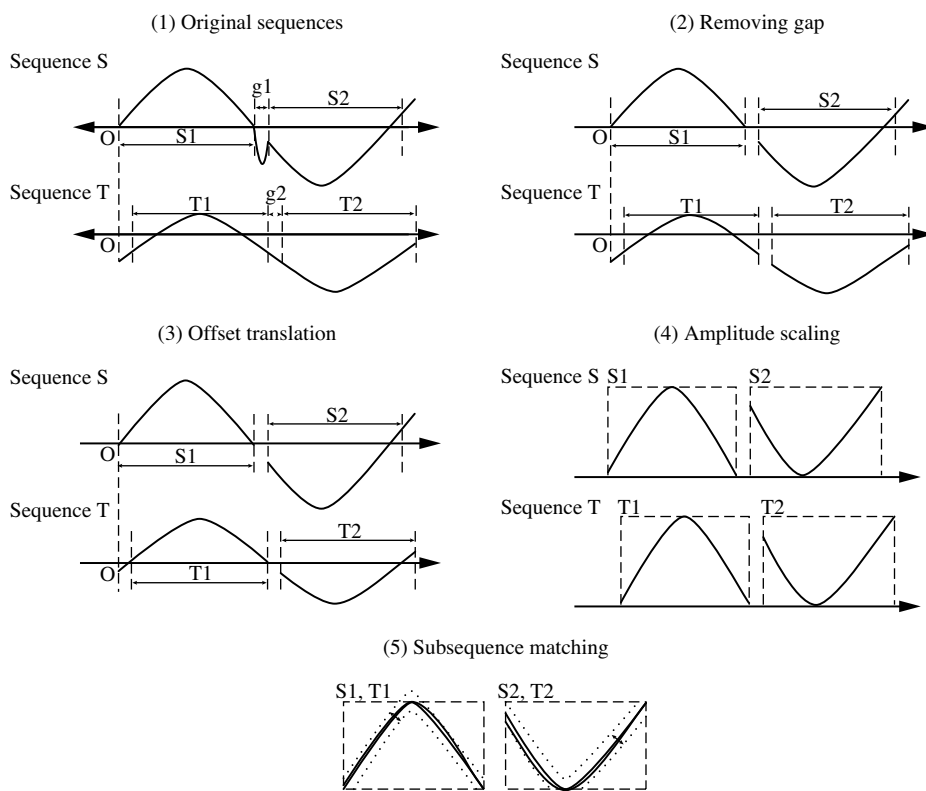 (1) Original sequences
Sequence S
g1
S2
O
S1
Sequence T
g2
T1
T2
O
(2) Removing gap
Sequence S
S2
O
S1
Sequence T
T1
T2
O
(3) Offset translation
Sequence S
S2
O
S1
Sequence T
T2
O
T1
(4) Amplitude scaling
Sequence S
S1
S2
Sequence T
T1
T2
(5) Subsequence matching
S1, T1
S2, T2